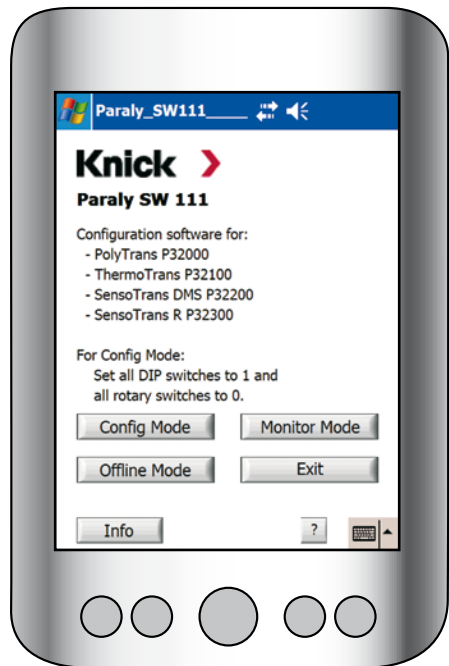 Paraly_SW111_____
Knick
Paraly SW 111
Configuration software for:
- PolyTrans P32000
- ThermoTrans P32100
- SensoTrans DMS P32200
- SensoTrans R P32300
For Config Mode:
Set all DIP switches to 1 and
all rotary switches to 0.
Config Mode Monitor Mode
Offline Mode Exit
Info ?